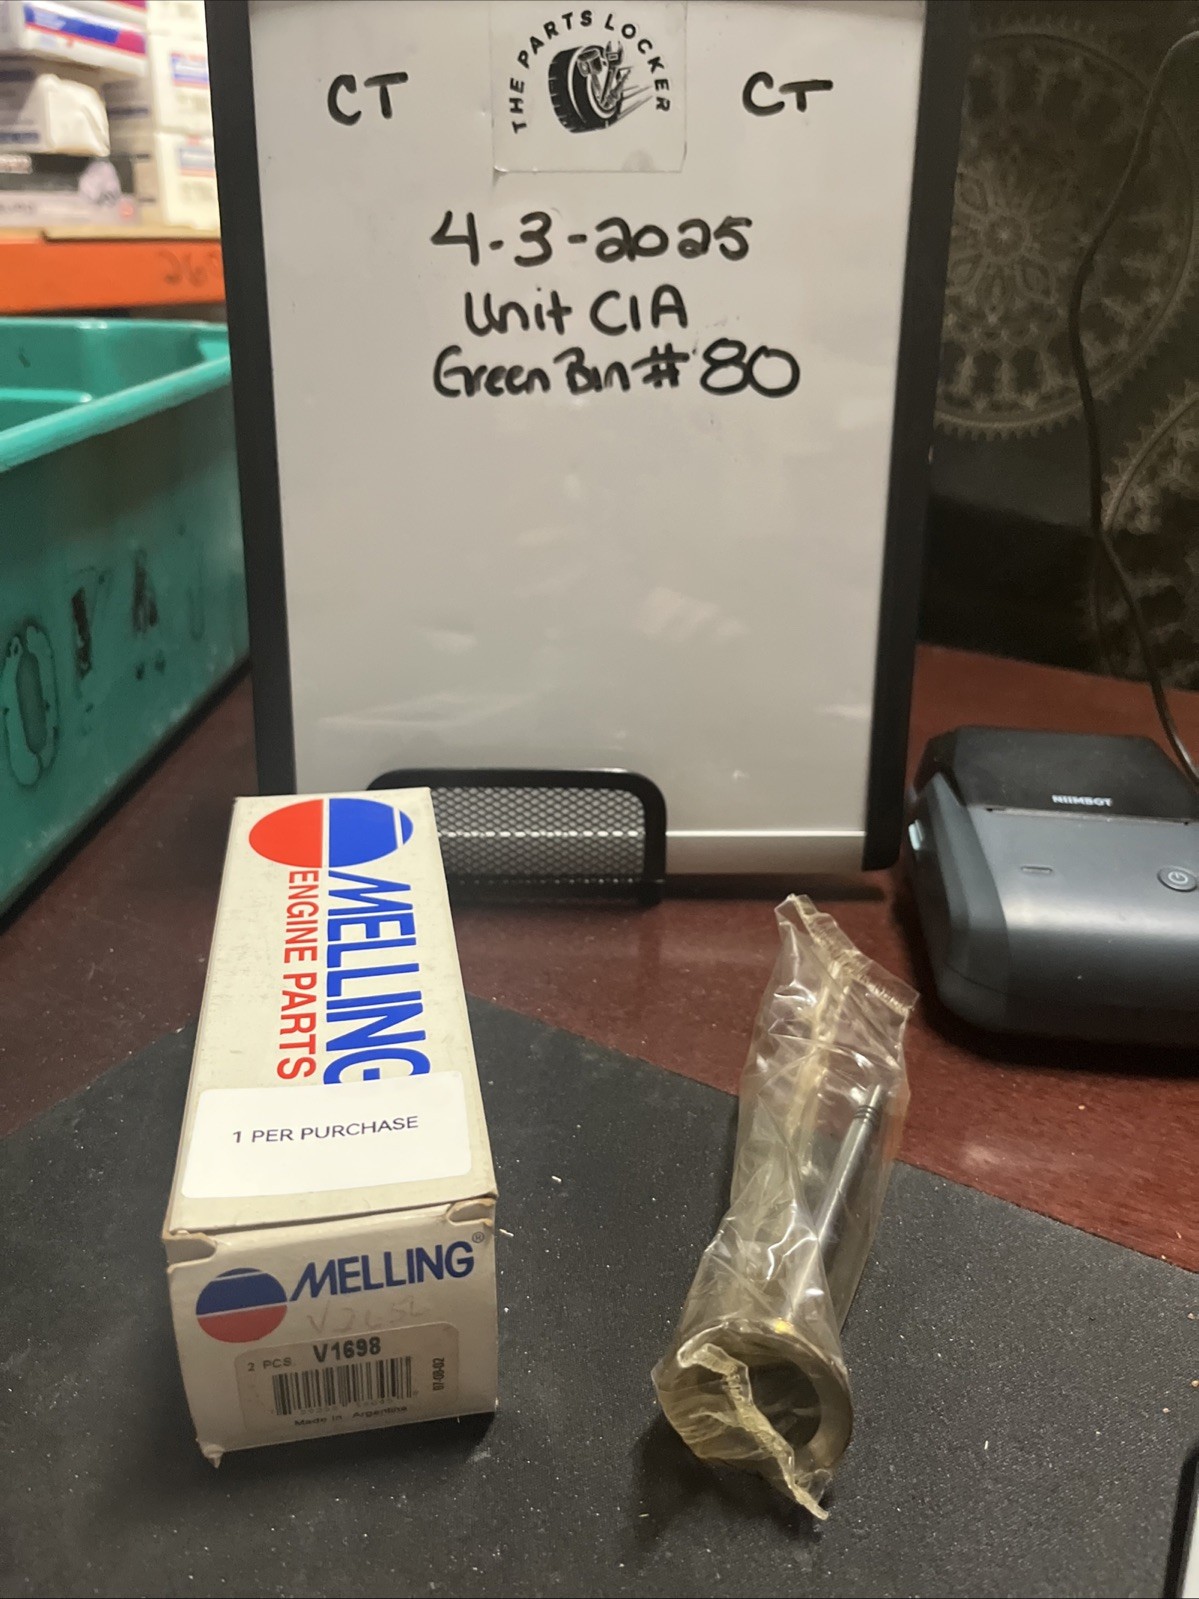 THE PARTS LOCKER
CT
CT
4-3-2025
Unit C1A
Green Bin # 80
NIIMBOT
MELLING
ENGINE PARTS
1 PER PURCHASE
MELLING®
V1698
2 PCS.
Made in Argentina